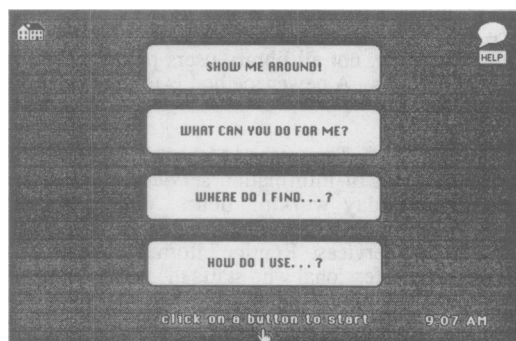 HELP
SHOW ME AROUND!
WHAT CAN YOU DO FOR ME?
WHERE DO I FIND...?
HOW DO I USE...?
click on a button to start
9:07 AM